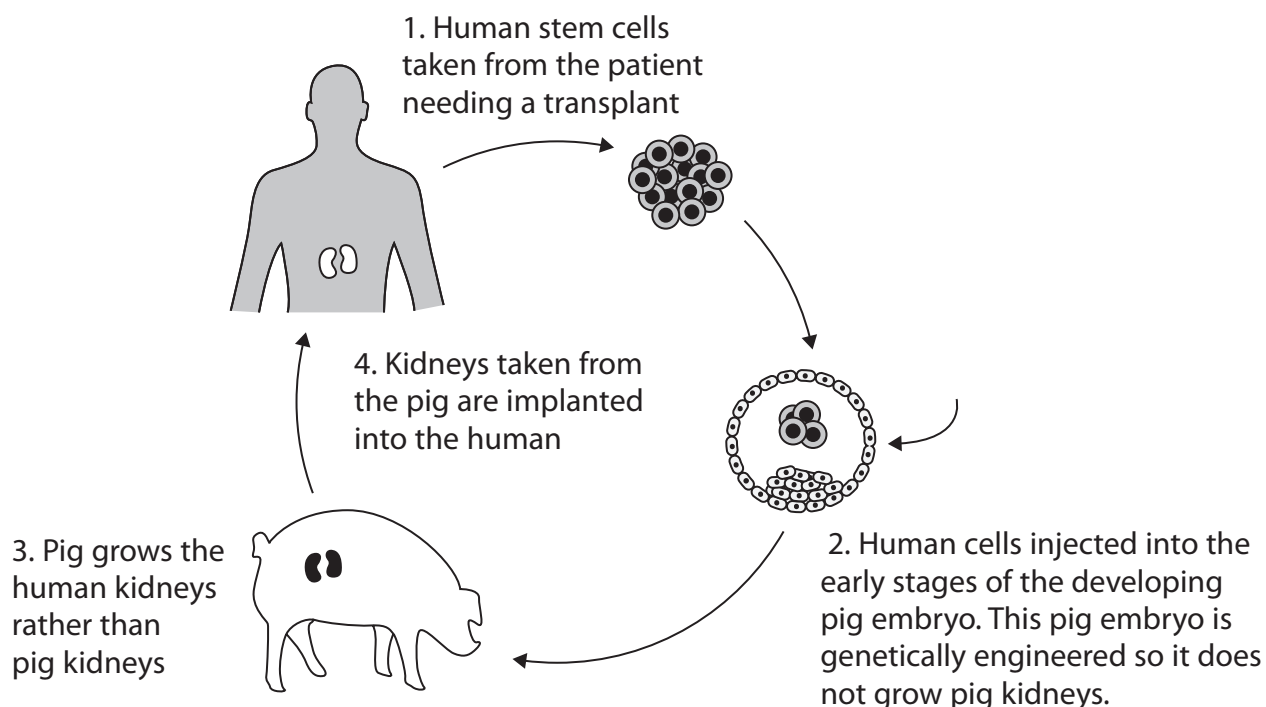 1. Human stem cells
taken from the patient
needing a transplant
2. Human cells injected into the
early stages of the developing
pig embryo. This pig embryo is
genetically engineered so it does
not grow pig kidneys.
3. Pig grows the
human kidneys
rather than
pig kidneys
4. Kidneys taken from
the pig are implanted
into the human